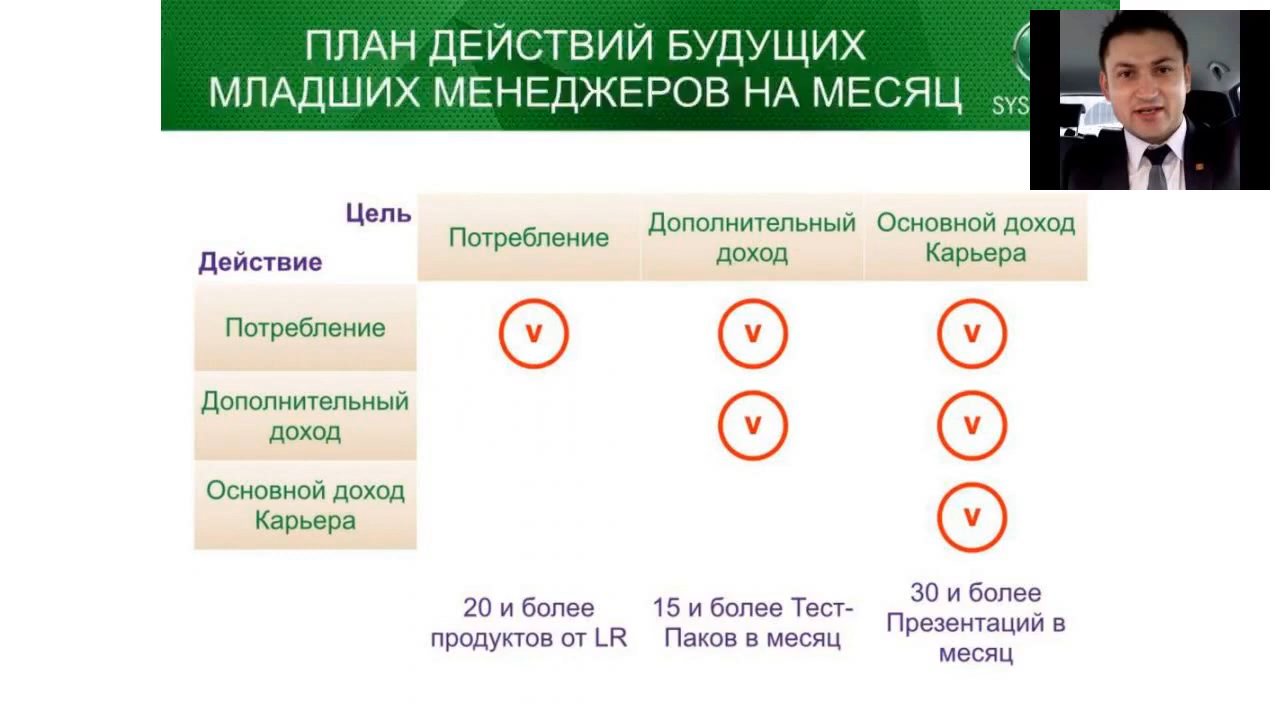 ПЛАН ДЕЙСТВИЙ БУДУЩИХ
МЛАДШИХ МЕНЕДЖЕРОВ НА МЕСЯЦ
SYS
Цель
Действие
Потребление
Дополнительный
доход
Основной доход
Карьера
Потребление
v
v
v
Дополнительный
доход
v
v
Основной доход
Карьера
v
20 и более
продуктов от LR
15 и более Тест-
Паков в месяц
30 и более
Презентаций в
месяц